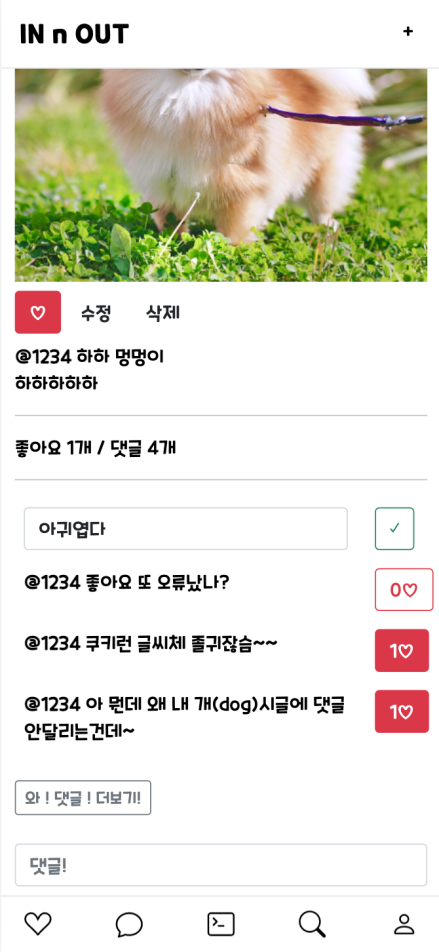 IN n OUT +
♡ 수정 삭제
@1234 하하 멍멍이
하하하하하
좋아요 1개 / 댓글 4개
아귀엽다 ✓
@1234 좋아요 또 오류났나? 0♡
@1234 쿠키런 글씨체 졸귀잖슴~~ 1♡
@1234 아 뭔데 왜 내 개(dog)시글에 댓글 1♡
안달리는건데~
와 ! 댓글 ! 더보기!
댓글!